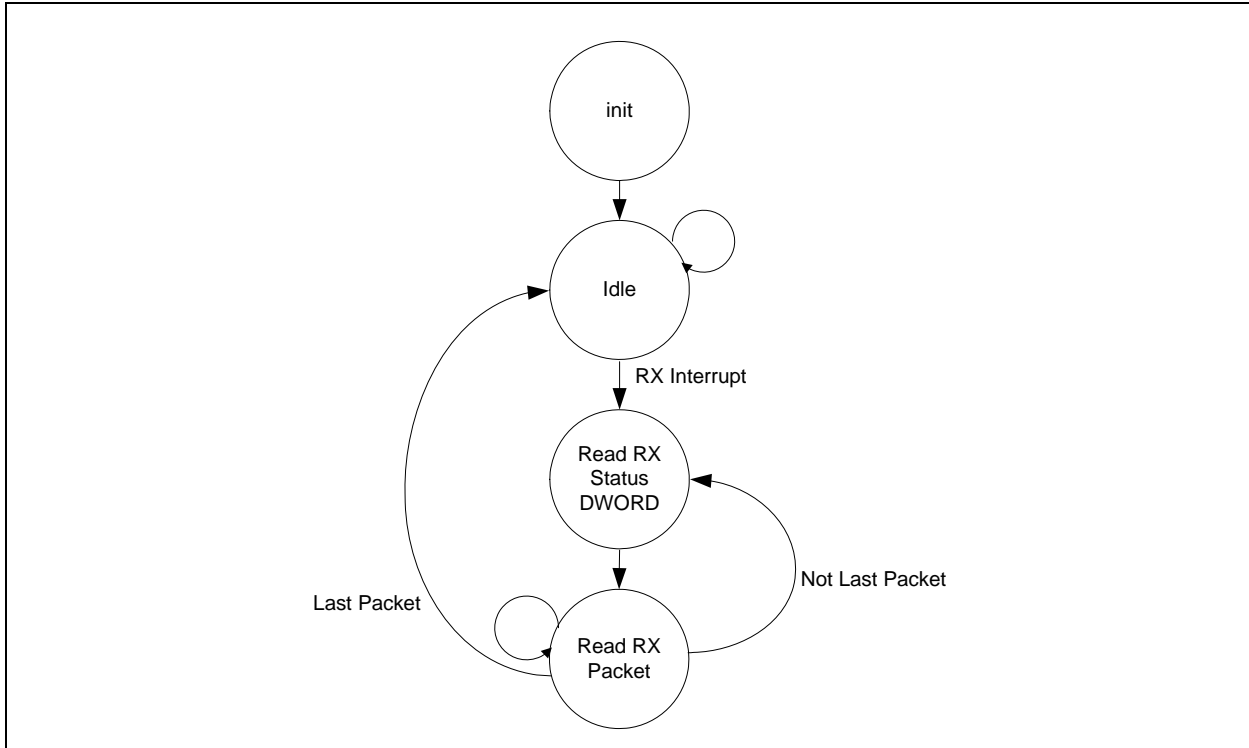 init
Idle
RX Interrupt
Read RX
Status
DWORD
Not Last Packet
Last Packet
Read RX
Packet